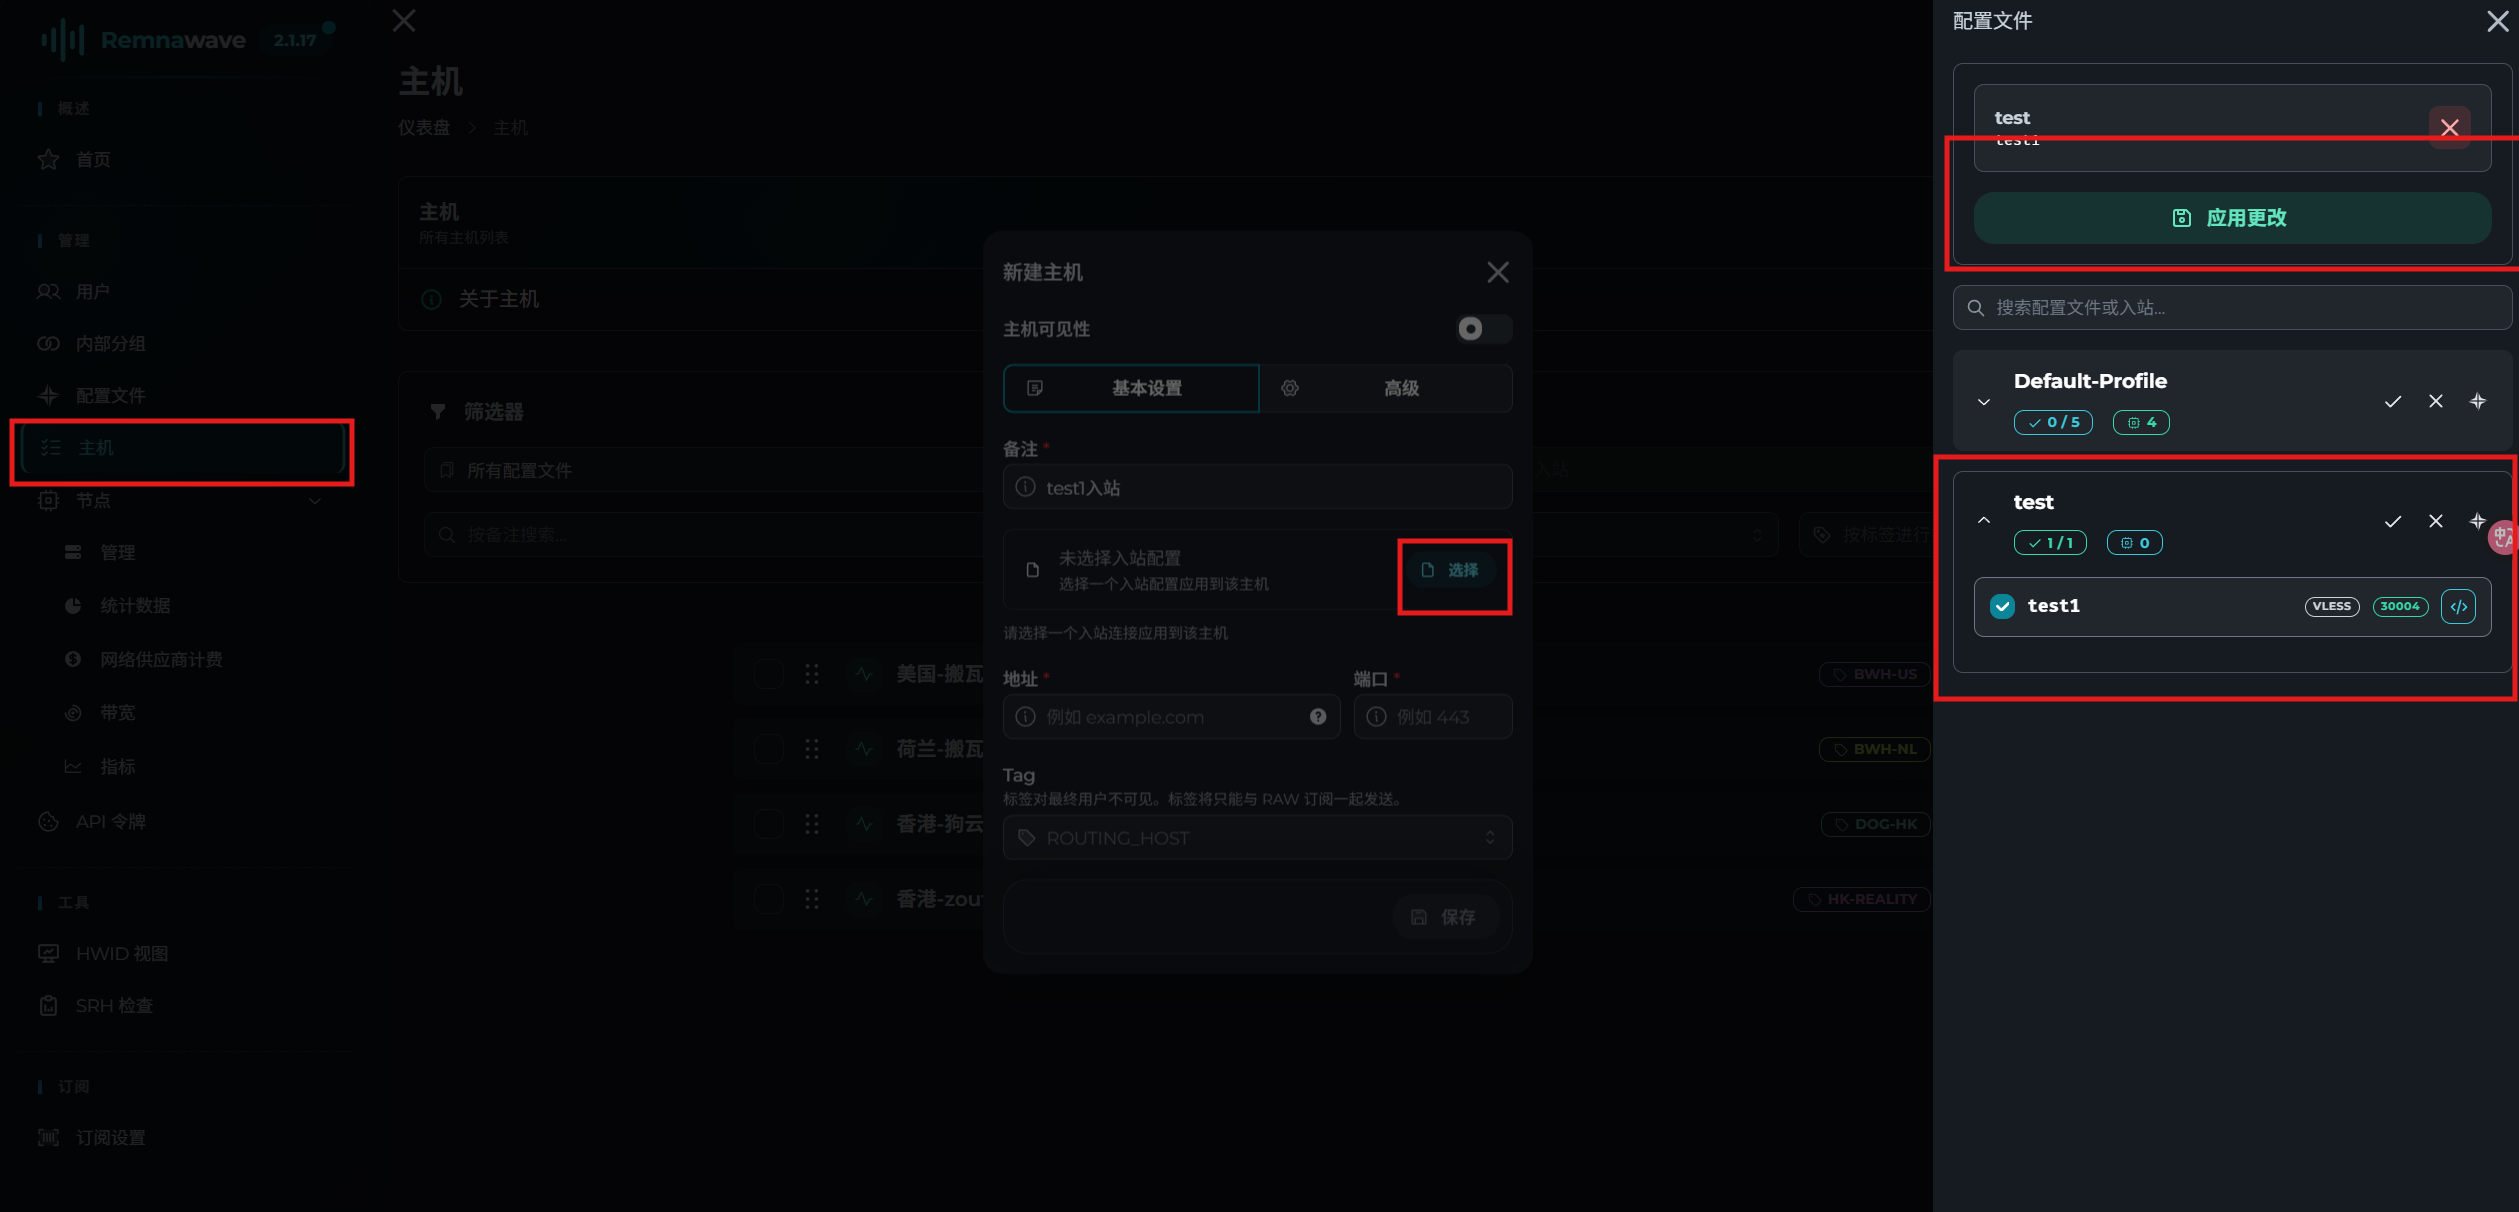 Remnawave 2.1.17
概述
首页
管理
用户
内部分组
配置文件
主机
节点
管理
统计数据
网络供应商计费
带宽
指标
API 令牌
工具
HWID 视图
SRH 检查
订阅
订阅设置
主机
仪表盘 > 主机
主机
所有主机列表
关于主机
筛选器
所有配置文件
入站
按备注搜索...
按标签进行
美国-搬瓦
BWH-US
荷兰-搬瓦
BWH-NL
香港-狗云
DOG-HK
香港-zou
HK-REALITY
新建主机
主机可见性
基本设置
高级
备注 *
test1入站
未选择入站配置
选择一个入站配置应用到该主机
选择
请选择一个入站连接应用到该主机
地址 *
端口 *
例如 example.com
例如 443
Tag
标签对最终用户不可见。标签将只能与 RAW 订阅一起发送。
ROUTING_HOST
保存
配置文件
test
test1
应用更改
搜索配置文件或入站...
Default-Profile
0 / 5
4
test
1 / 1
0
test1
VLESS
30004